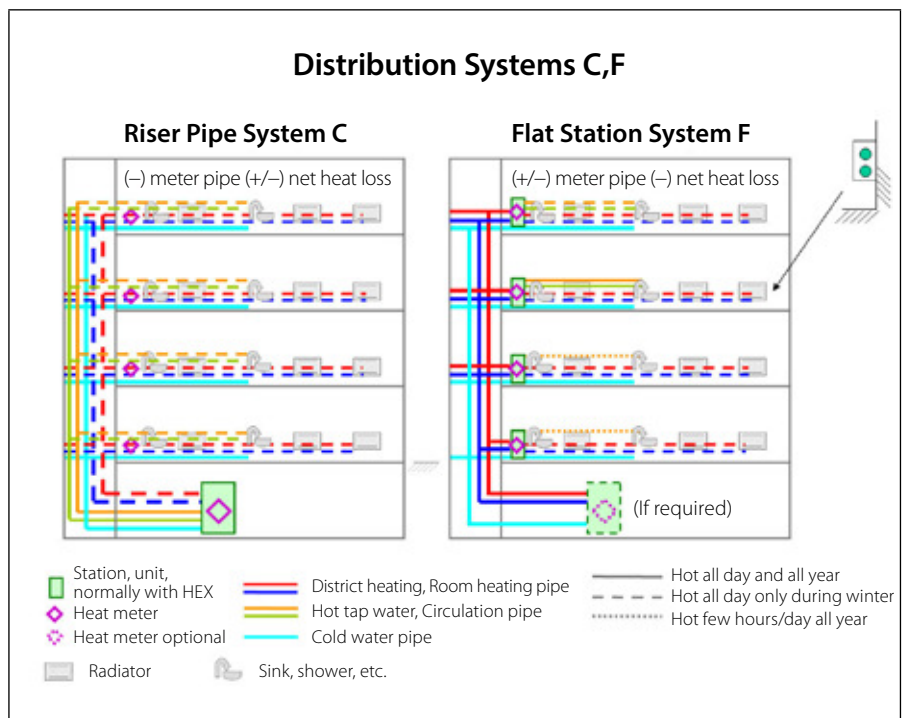 Distribution Systems C,F
Riser Pipe System C
Flat Station System F
(–) meter pipe (+/–) net heat loss
(+/–) meter pipe (–) net heat loss
(If required)
Station, unit,
normally with HEX
Heat meter
Heat meter optional
Radiator
District heating, Room heating pipe
Hot tap water, Circulation pipe
Cold water pipe
Sink, shower, etc.
Hot all day and all year
Hot all day only during winter
Hot few hours/day all year